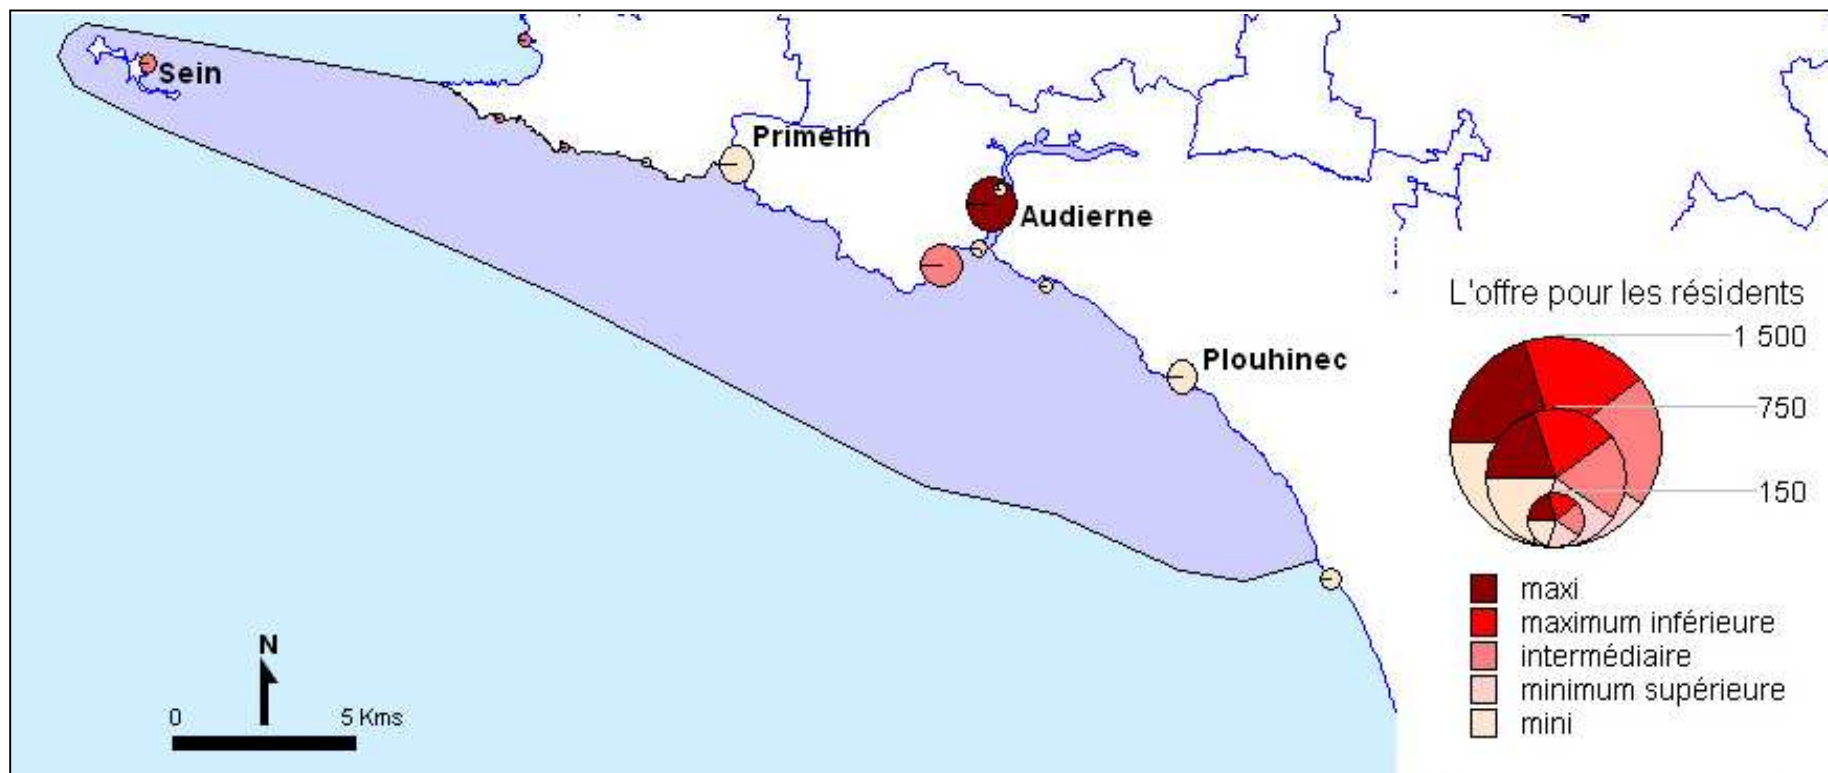 Sein
Primelin
Audierne
Plouhinec
L'offre pour les résidents
1 500
750
150
maxi
maximum inférieure
intermédiaire
minimum supérieure
mini
N
0 5 Kms